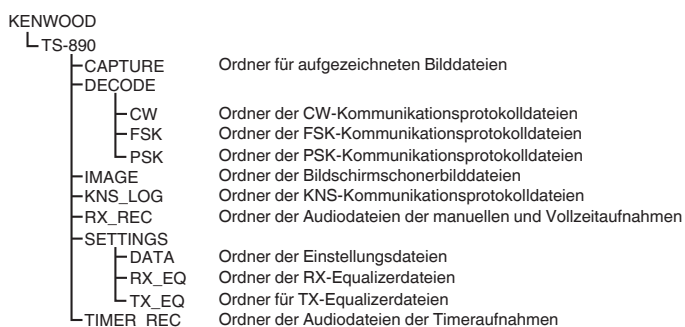 KENWOOD
TS-890
CAPTURE Ordner für aufgezeichneten Bilddateien
DECODE
CW Ordner der CW-Kommunikationsprotokolldateien
FSK Ordner der FSK-Kommunikationsprotokolldateien
PSK Ordner der PSK-Kommunikationsprotokolldateien
IMAGE Ordner der Bildschirmschonerbilddateien
KNS_LOG Ordner der KNS-Kommunikationsprotokolldateien
RX_REC Ordner der Audiodateien der manuellen und Vollzeitaufnahmen
SETTINGS
DATA Ordner der Einstellungsdateien
RX_EQ Ordner der RX-Equalizerdateien
TX_EQ Ordner für TX-Equalizerdateien
TIMER_REC Ordner der Audiodateien der Timeraufnahmen